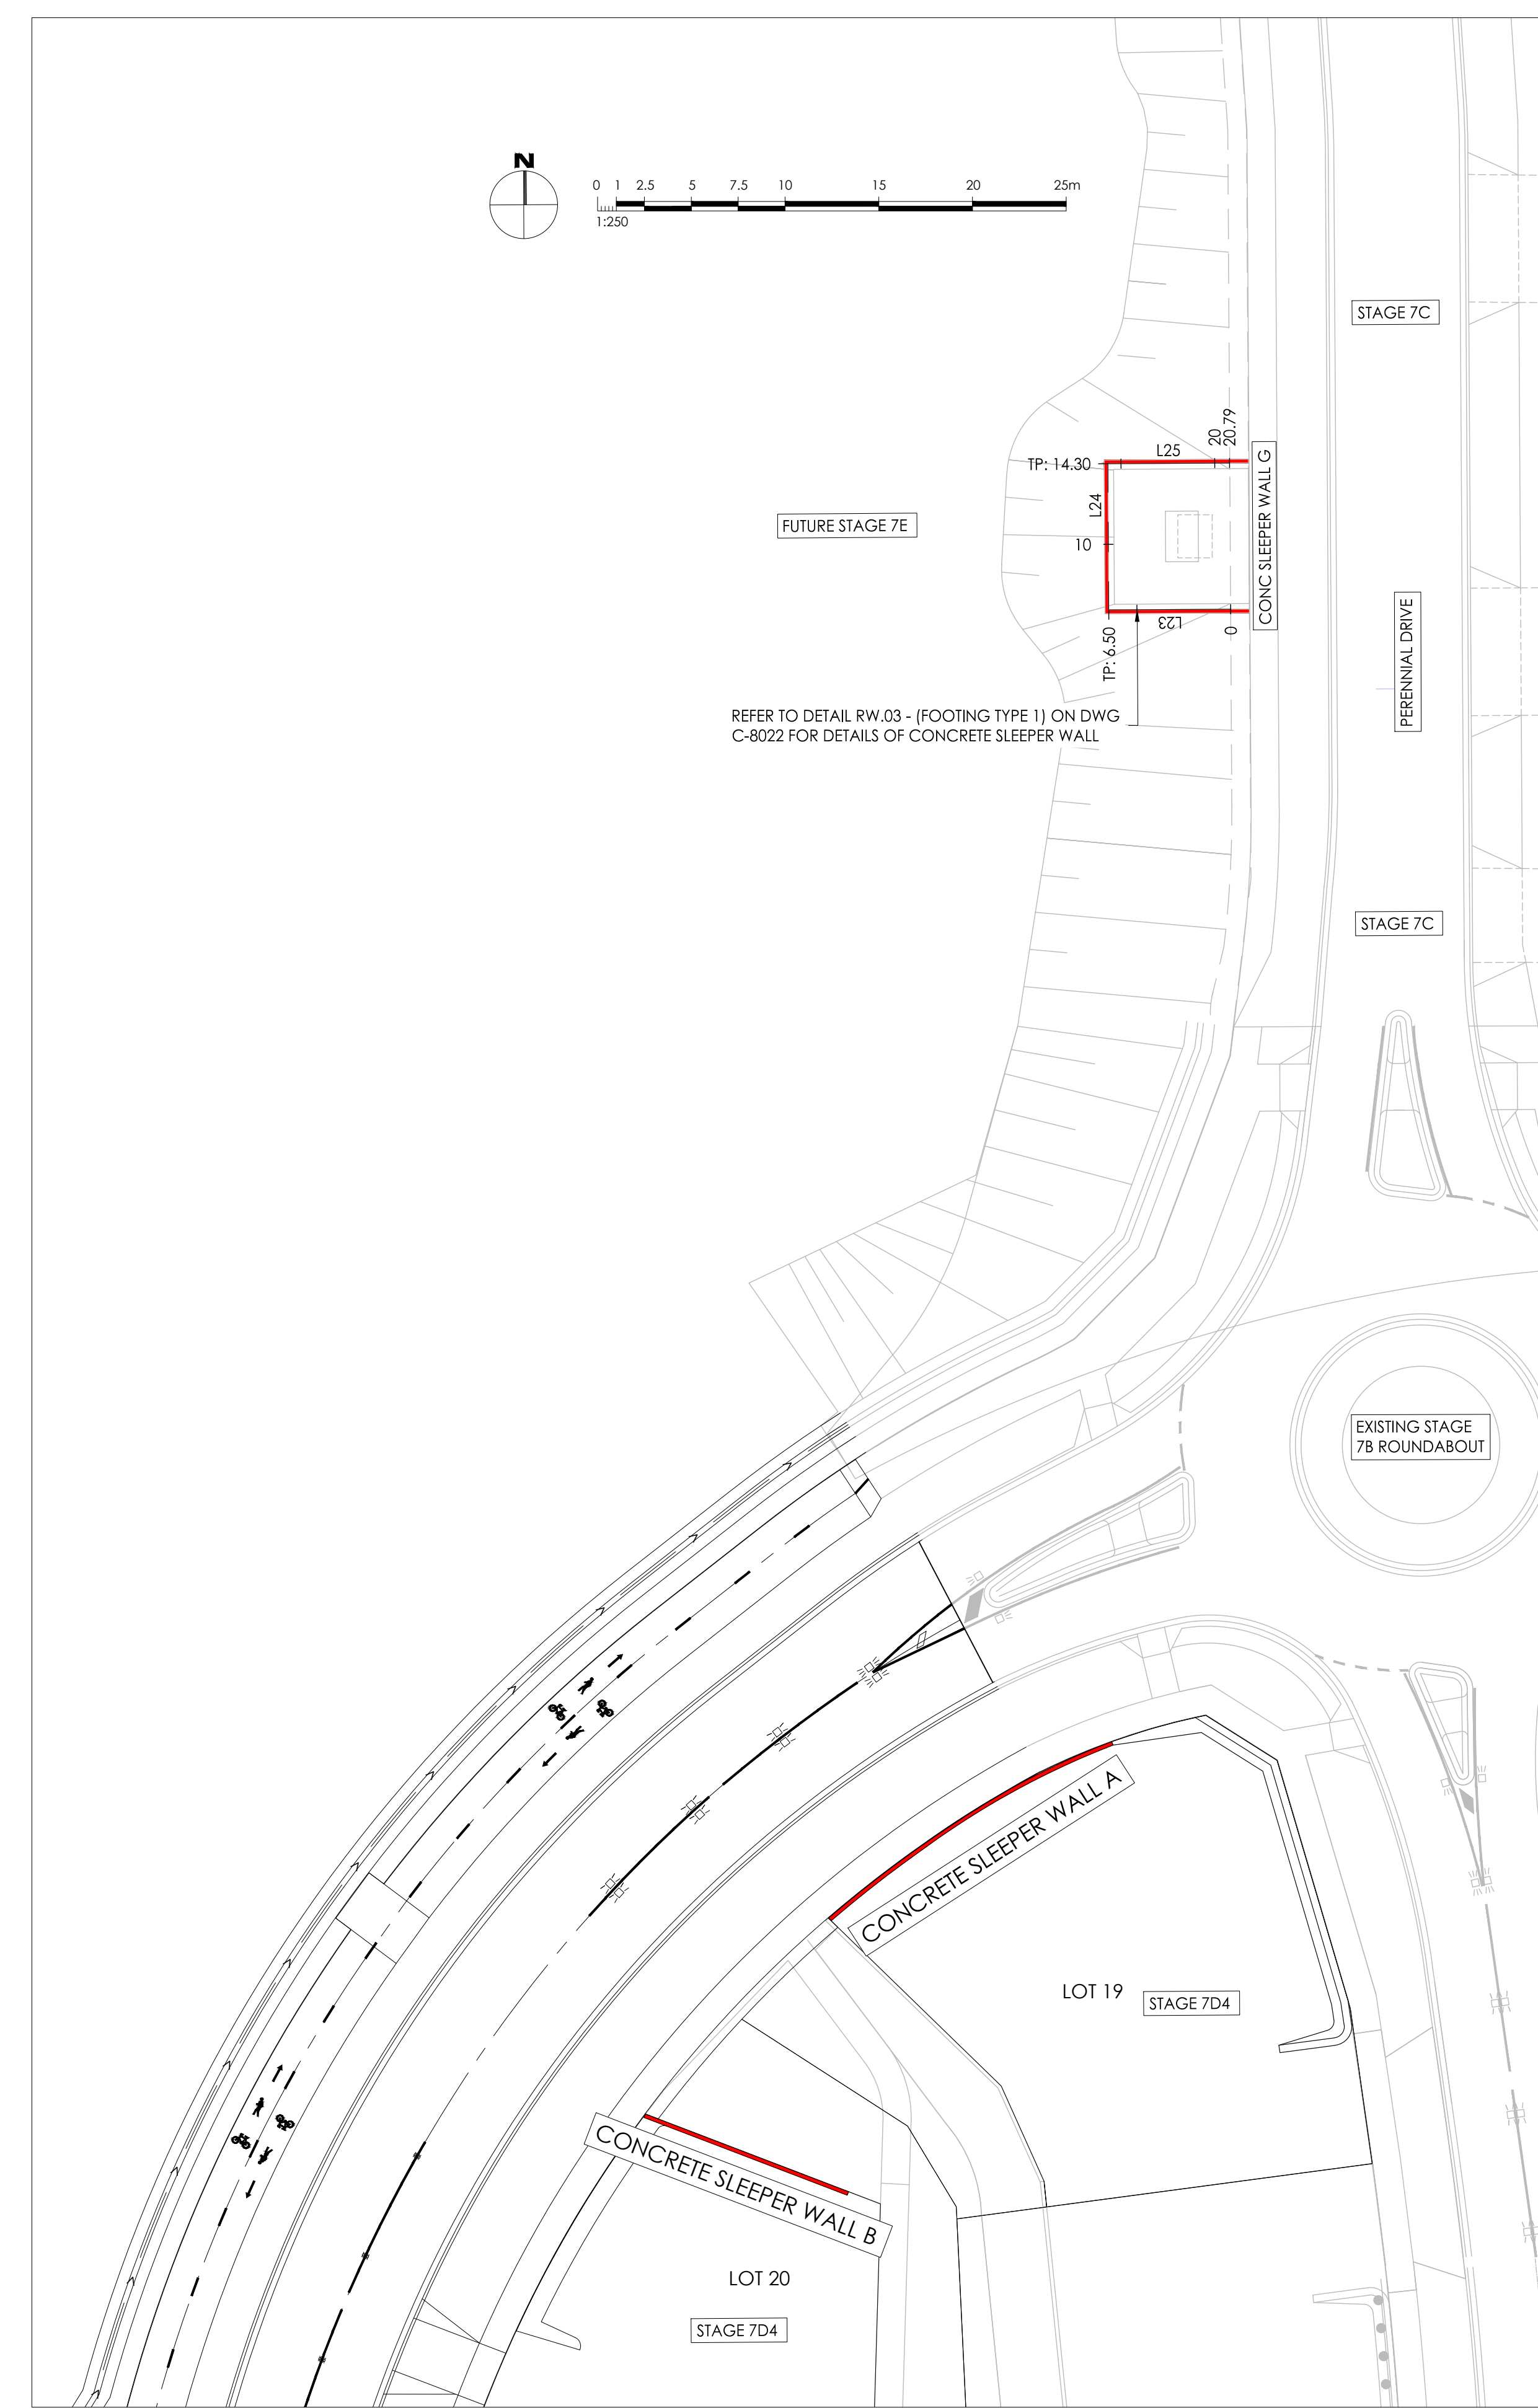 N
0 1 2.5 5 7.5 10 15 20 25m
1:250
STAGE 7C
20
20.79
L25
TP: 14.30
L24
10
CONC SLEEPER WALL G
FUTURE STAGE 7E
L23
0
TP: 6.50
PERENNIAL DRIVE
REFER TO DETAIL RW.03 - (FOOTING TYPE 1) ON DWG
C-8022 FOR DETAILS OF CONCRETE SLEEPER WALL
STAGE 7C
EXISTING STAGE
7B ROUNDABOUT
CONCRETE SLEEPER WALL A
LOT 19
STAGE 7D4
CONCRETE SLEEPER WALL B
LOT 20
STAGE 7D4